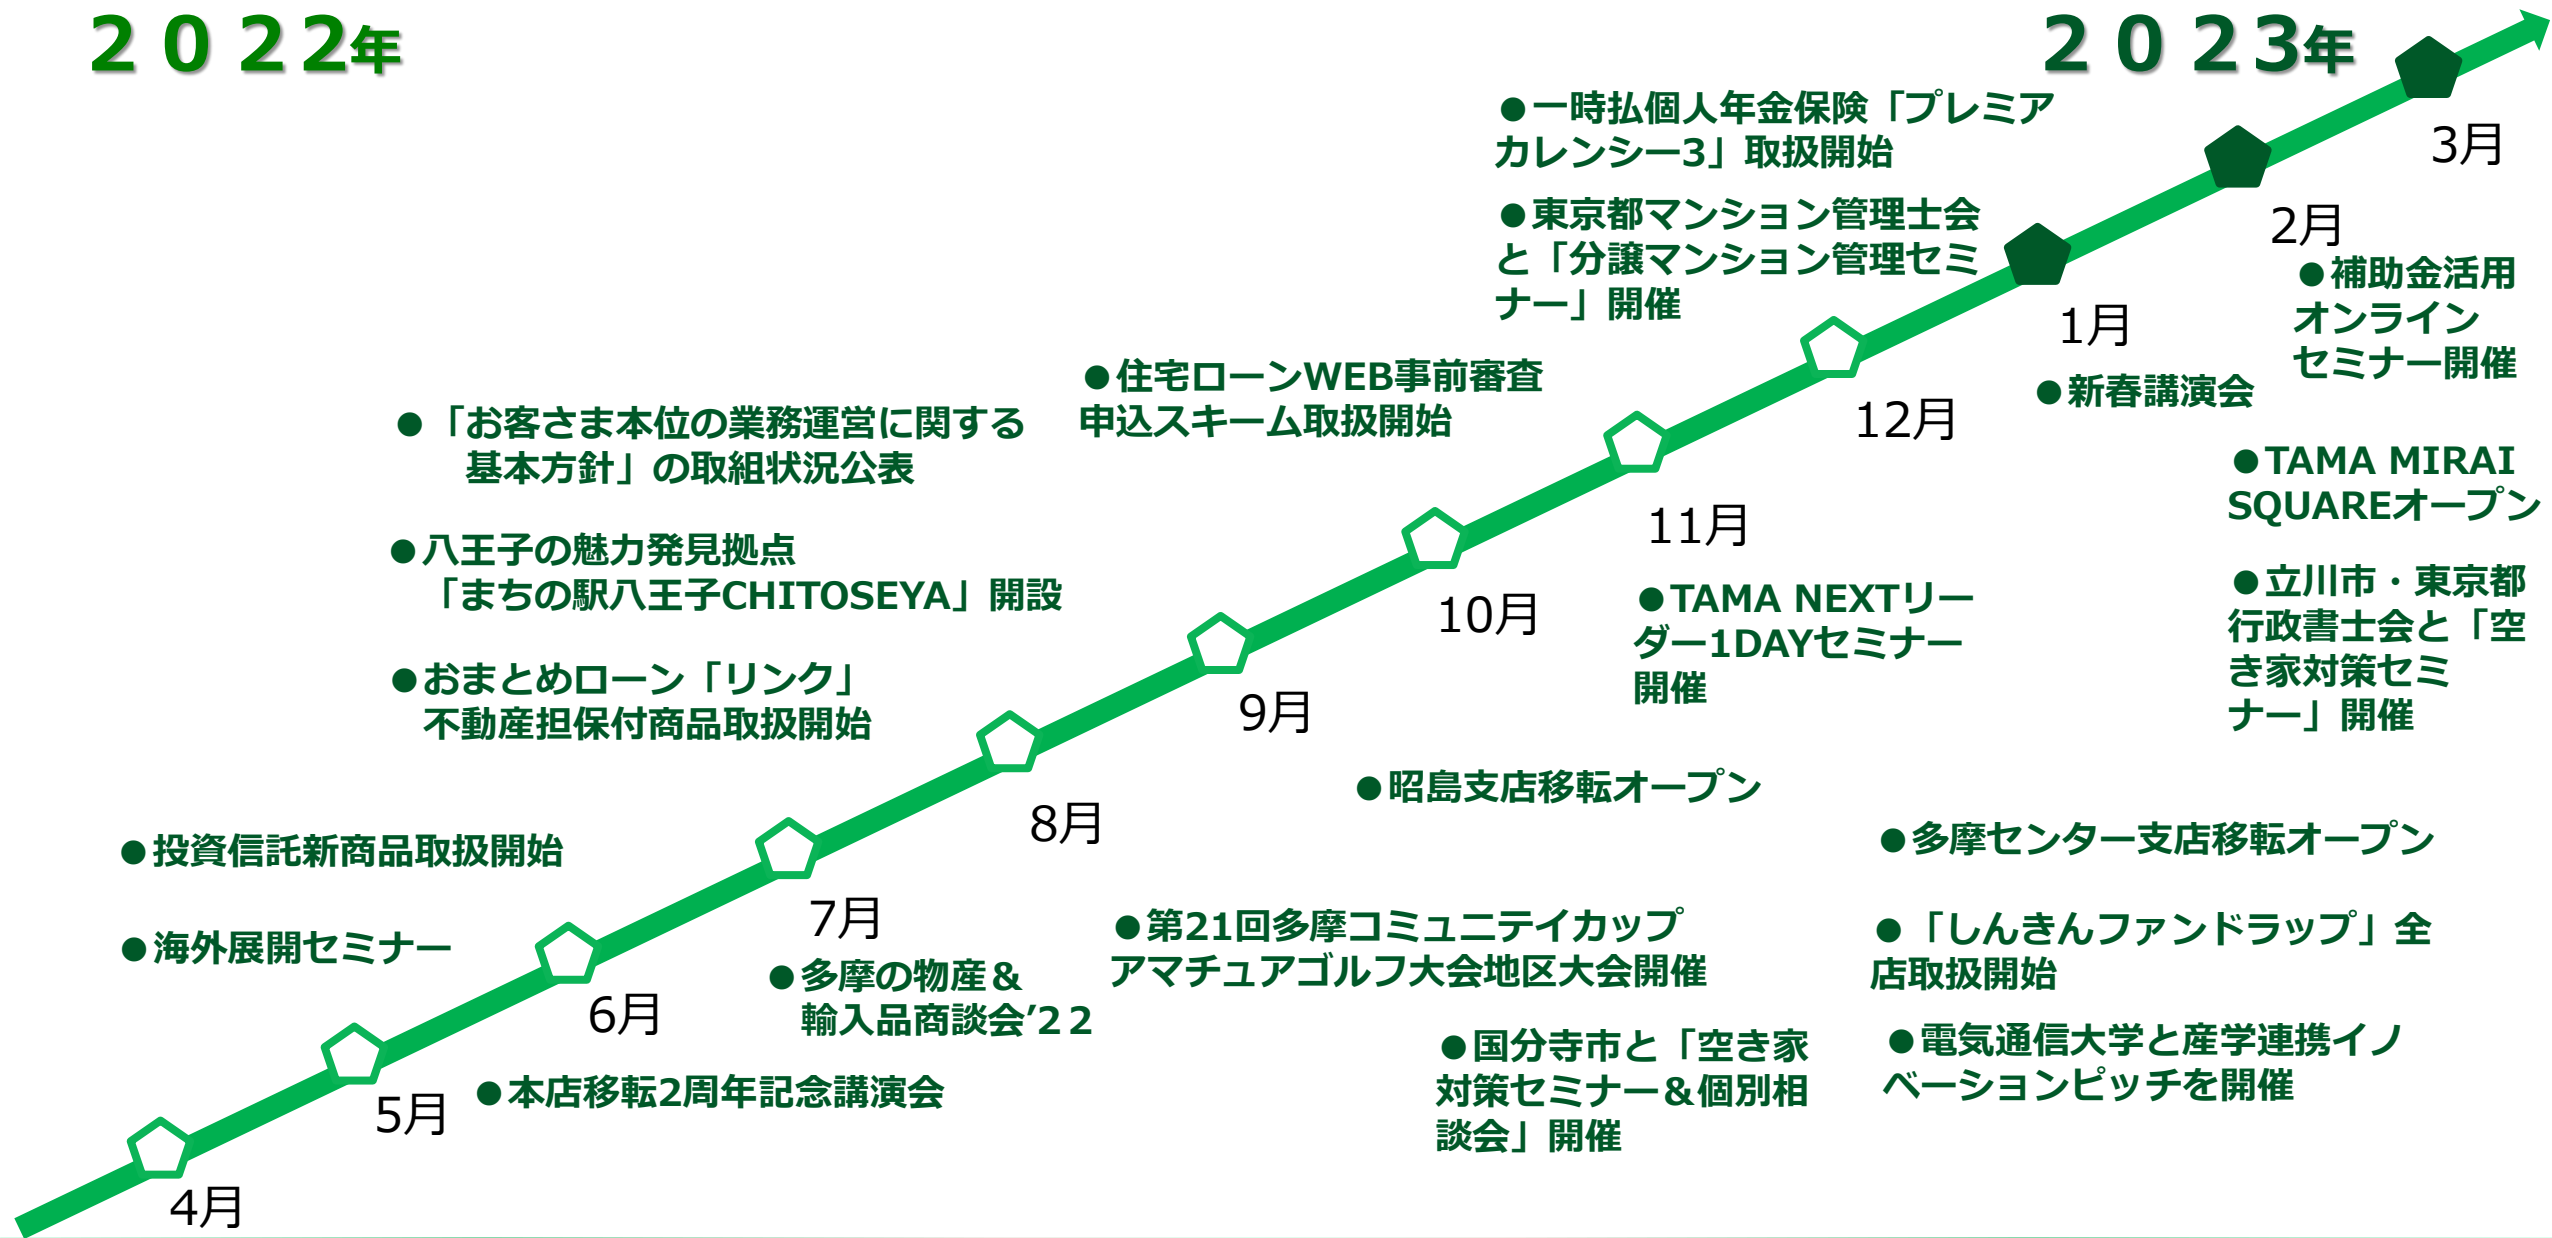 ２０２２年
２０２３年
●一時払個人年金保険「プレミア
カレンシー3」取扱開始
●東京都マンション管理士会
と「分譲マンション管理セミ
ナー」開催
●住宅ローンWEB事前審査
申込スキーム取扱開始
●「お客さま本位の業務運営に関する
基本方針」の取組状況公表
●八王子の魅力発見拠点
「まちの駅八王子CHITOSEYA」開設
●おまとめローン「リンク」
不動産担保付商品取扱開始
●投資信託新商品取扱開始
●海外展開セミナー
4月
5月
6月
7月
8月
9月
10月
11月
12月
1月
2月
3月
●本店移転2周年記念講演会
●多摩の物産＆
輸入品商談会’２２
●第21回多摩コミュニテイカップ
アマチュアゴルフ大会地区大会開催
●昭島支店移転オープン
●国分寺市と「空き家
対策セミナー＆個別相
談会」開催
●TAMA NEXTリー
ダー1DAYセミナー
開催
●多摩センター支店移転オープン
●「しんきんファンドラップ」全
店取扱開始
●電気通信大学と産学連携イノ
ベーションピッチを開催
●新春講演会
●補助金活用
オンライン
セミナー開催
●TAMA MIRAI
SQUAREオープン
●立川市・東京都
行政書士会と「空
き家対策セミ
ナー」開催